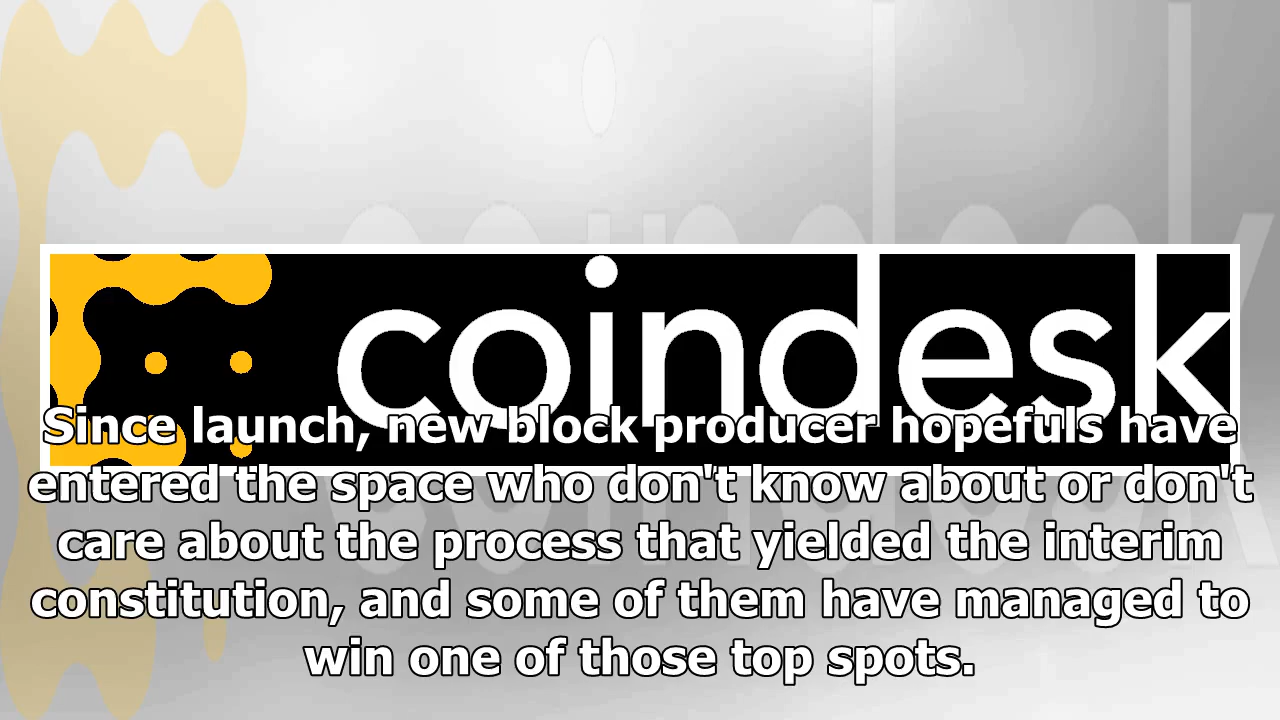 coindesk
Since launch, new block producer hopefuls have
entered the space who don't know about or don't
care about the process that yielded the interim
constitution, and some of them have managed to
win one of those top spots.